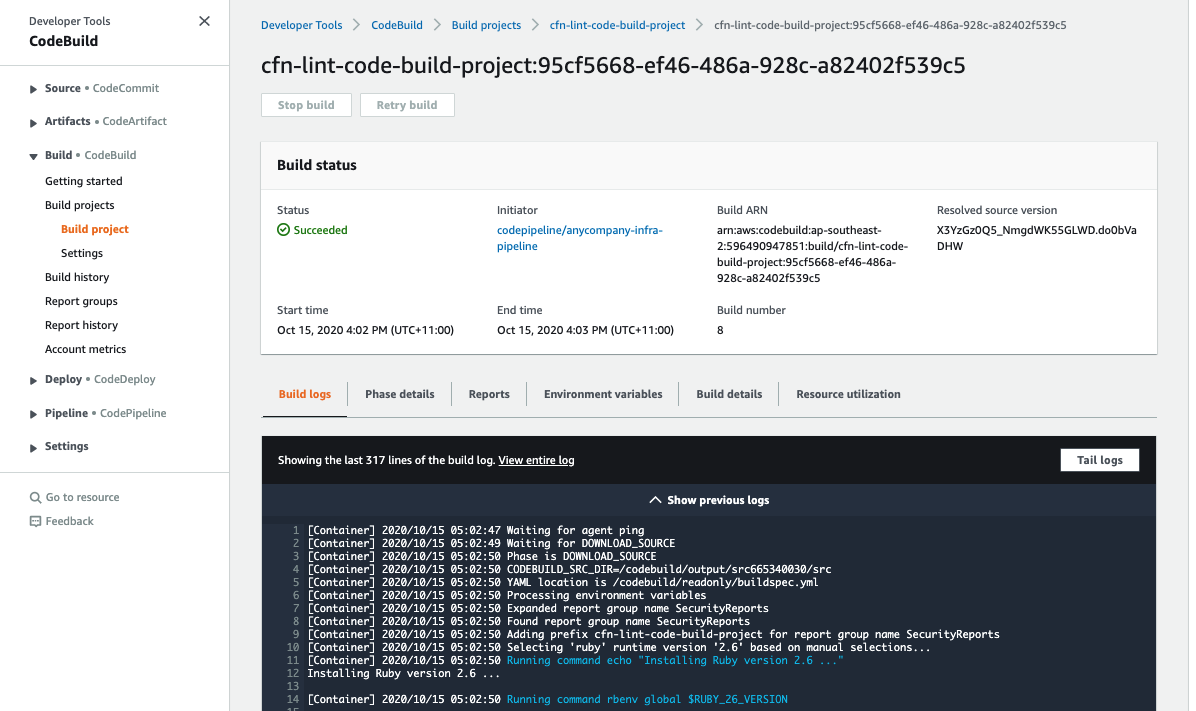 Developer Tools
CodeBuild
Source • CodeCommit
Artifacts • CodeArtifact
Build • CodeBuild
Getting started
Build projects
Build project
Settings
Build history
Report groups
Report history
Account metrics
Deploy • CodeDeploy
Pipeline • CodePipeline
Settings
Go to resource
Feedback
Developer Tools > CodeBuild > Build projects > cfn-lint-code-build-project > cfn-lint-code-build-project:95cf5668-ef46-486a-928c-a82402f539c5
cfn-lint-code-build-project:95cf5668-ef46-486a-928c-a82402f539c5
Stop build Retry build
Build status
Status
Succeeded
Initiator
codepipeline/anycompany-infra-
pipeline
Build ARN
arn:aws:codebuild:ap-southeast-
2:596490947851:build/cfn-lint-code-
build-project:95cf5668-ef46-486a-
928c-a82402f539c5
Resolved source version
X3YzGz0Q5_NmgdWK55GLWD.do0bVa
DHW
Start time
Oct 15, 2020 4:02 PM (UTC+11:00)
End time
Oct 15, 2020 4:03 PM (UTC+11:00)
Build number
8
Build logs Phase details Reports Environment variables Build details Resource utilization
Showing the last 317 lines of the build log. View entire log
Tail logs
Show previous logs
1 [Container] 2020/10/15 05:02:47 Waiting for agent ping
2 [Container] 2020/10/15 05:02:49 Waiting for DOWNLOAD_SOURCE
3 [Container] 2020/10/15 05:02:50 Phase is DOWNLOAD_SOURCE
4 [Container] 2020/10/15 05:02:50 CODEBUILD_SRC_DIR=/codebuild/output/src665340030/src
5 [Container] 2020/10/15 05:02:50 YAML location is /codebuild/readonly/buildspec.yml
6 [Container] 2020/10/15 05:02:50 Processing environment variables
7 [Container] 2020/10/15 05:02:50 Expanded report group name SecurityReports
8 [Container] 2020/10/15 05:02:50 Found report group name SecurityReports
9 [Container] 2020/10/15 05:02:50 Adding prefix cfn-lint-code-build-project for report group name SecurityReports
10 [Container] 2020/10/15 05:02:50 Selecting 'ruby' runtime version '2.6' based on manual selections...
11 [Container] 2020/10/15 05:02:50 Running command echo "Installing Ruby version 2.6 ..."
12 Installing Ruby version 2.6 ...
13
14 [Container] 2020/10/15 05:02:50 Running command rbenv global $RUBY_26_VERSION